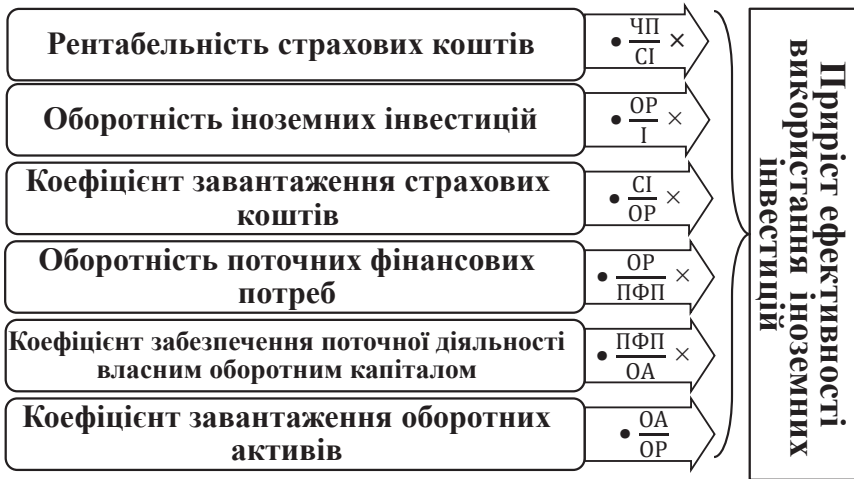 Рентабельність страхових коштів
• ЧП/СІ ×
Оборотність іноземних інвестицій
• ОР/І ×
Коефіцієнт завантаження страхових
коштів
• СІ/ОР ×
Оборотність поточних фінансових
потреб
• ОР/ПФП ×
Коефіцієнт забезпечення поточної діяльності
власним оборотним капіталом
• ПФП/ОА ×
Коефіцієнт завантаження оборотних
активів
• ОА/ОР
Приріст ефективності
використання іноземних
інвестицій